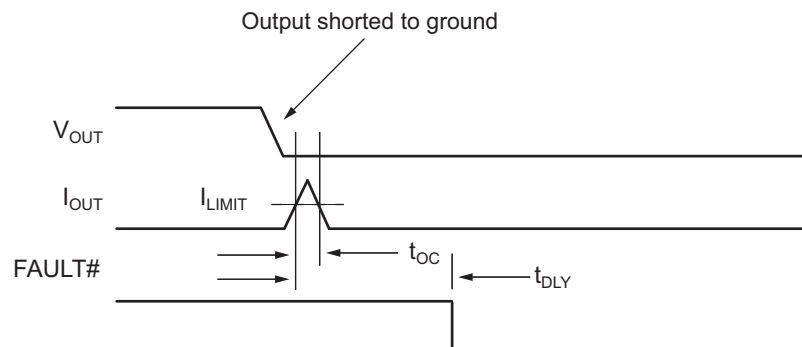 Output shorted to ground
VOUT
IOUT
ILIMIT
tOC
FAULT#
tDLY